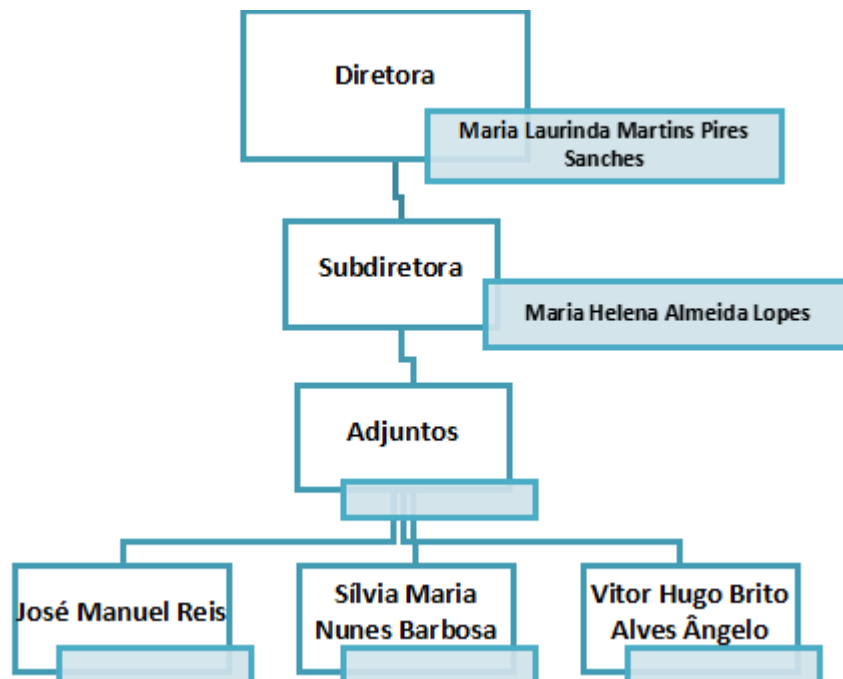 Diretora
Maria Laurinda Martins Pires
Sanches
Subdiretora
Maria Helena Almeida Lopes
Adjuntos
José Manuel Reis
Sílvia Maria
Nunes Barbosa
Vitor Hugo Brito
Alves Ângelo